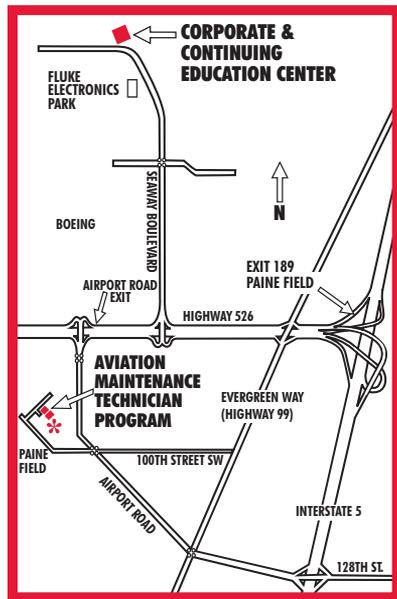 CORPORATE &
CONTINUING
EDUCATION CENTER
FLUKE
ELECTRONICS
PARK
SEAWAY BOULEVARD
N
BOEING
EXIT 189
PAINE FIELD
AIRPORT ROAD
EXIT
HIGHWAY 526
AVIATION
MAINTENANCE
TECHNICIAN
PROGRAM
EVERGREEN WAY
(HIGHWAY 99)
PAINE
FIELD
100TH STREET SW
AIRPORT ROAD
INTERSTATE 5
128TH ST.